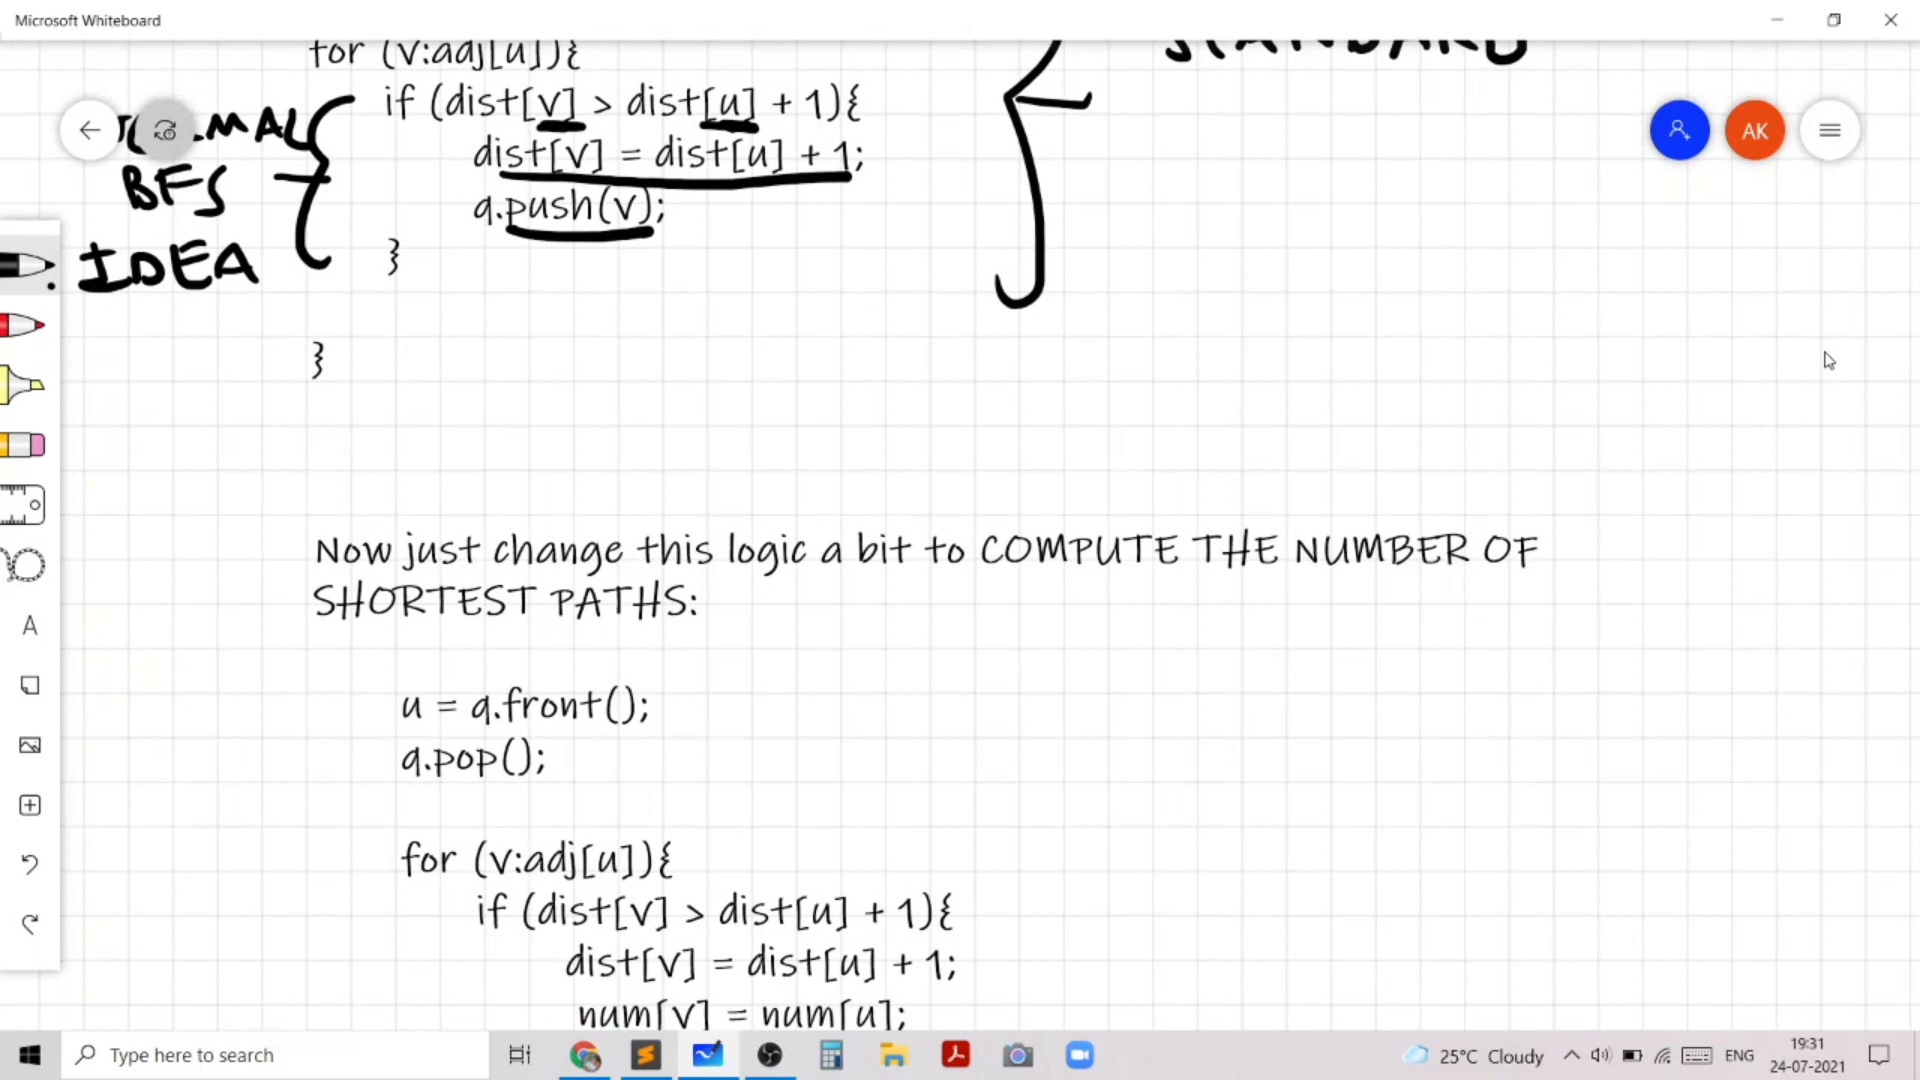 Microsoft Whiteboard
for (v:adj[u]){
STANDARD
if (dist[v] > dist[u] + 1){
dist[v] = dist[u] + 1;
q.push(v);
}
BFS
IDEA
}
AK
Now just change this logic a bit to COMPUTE THE NUMBER OF
SHORTEST PATHS:
u = q.front();
q.pop();
for (v:adj[u]){
if (dist[v] > dist[u] + 1){
dist[v] = dist[u] + 1;
num[v] = num[u];
A
Type here to search
25°C Cloudy
ENG
19:31
24-07-2021